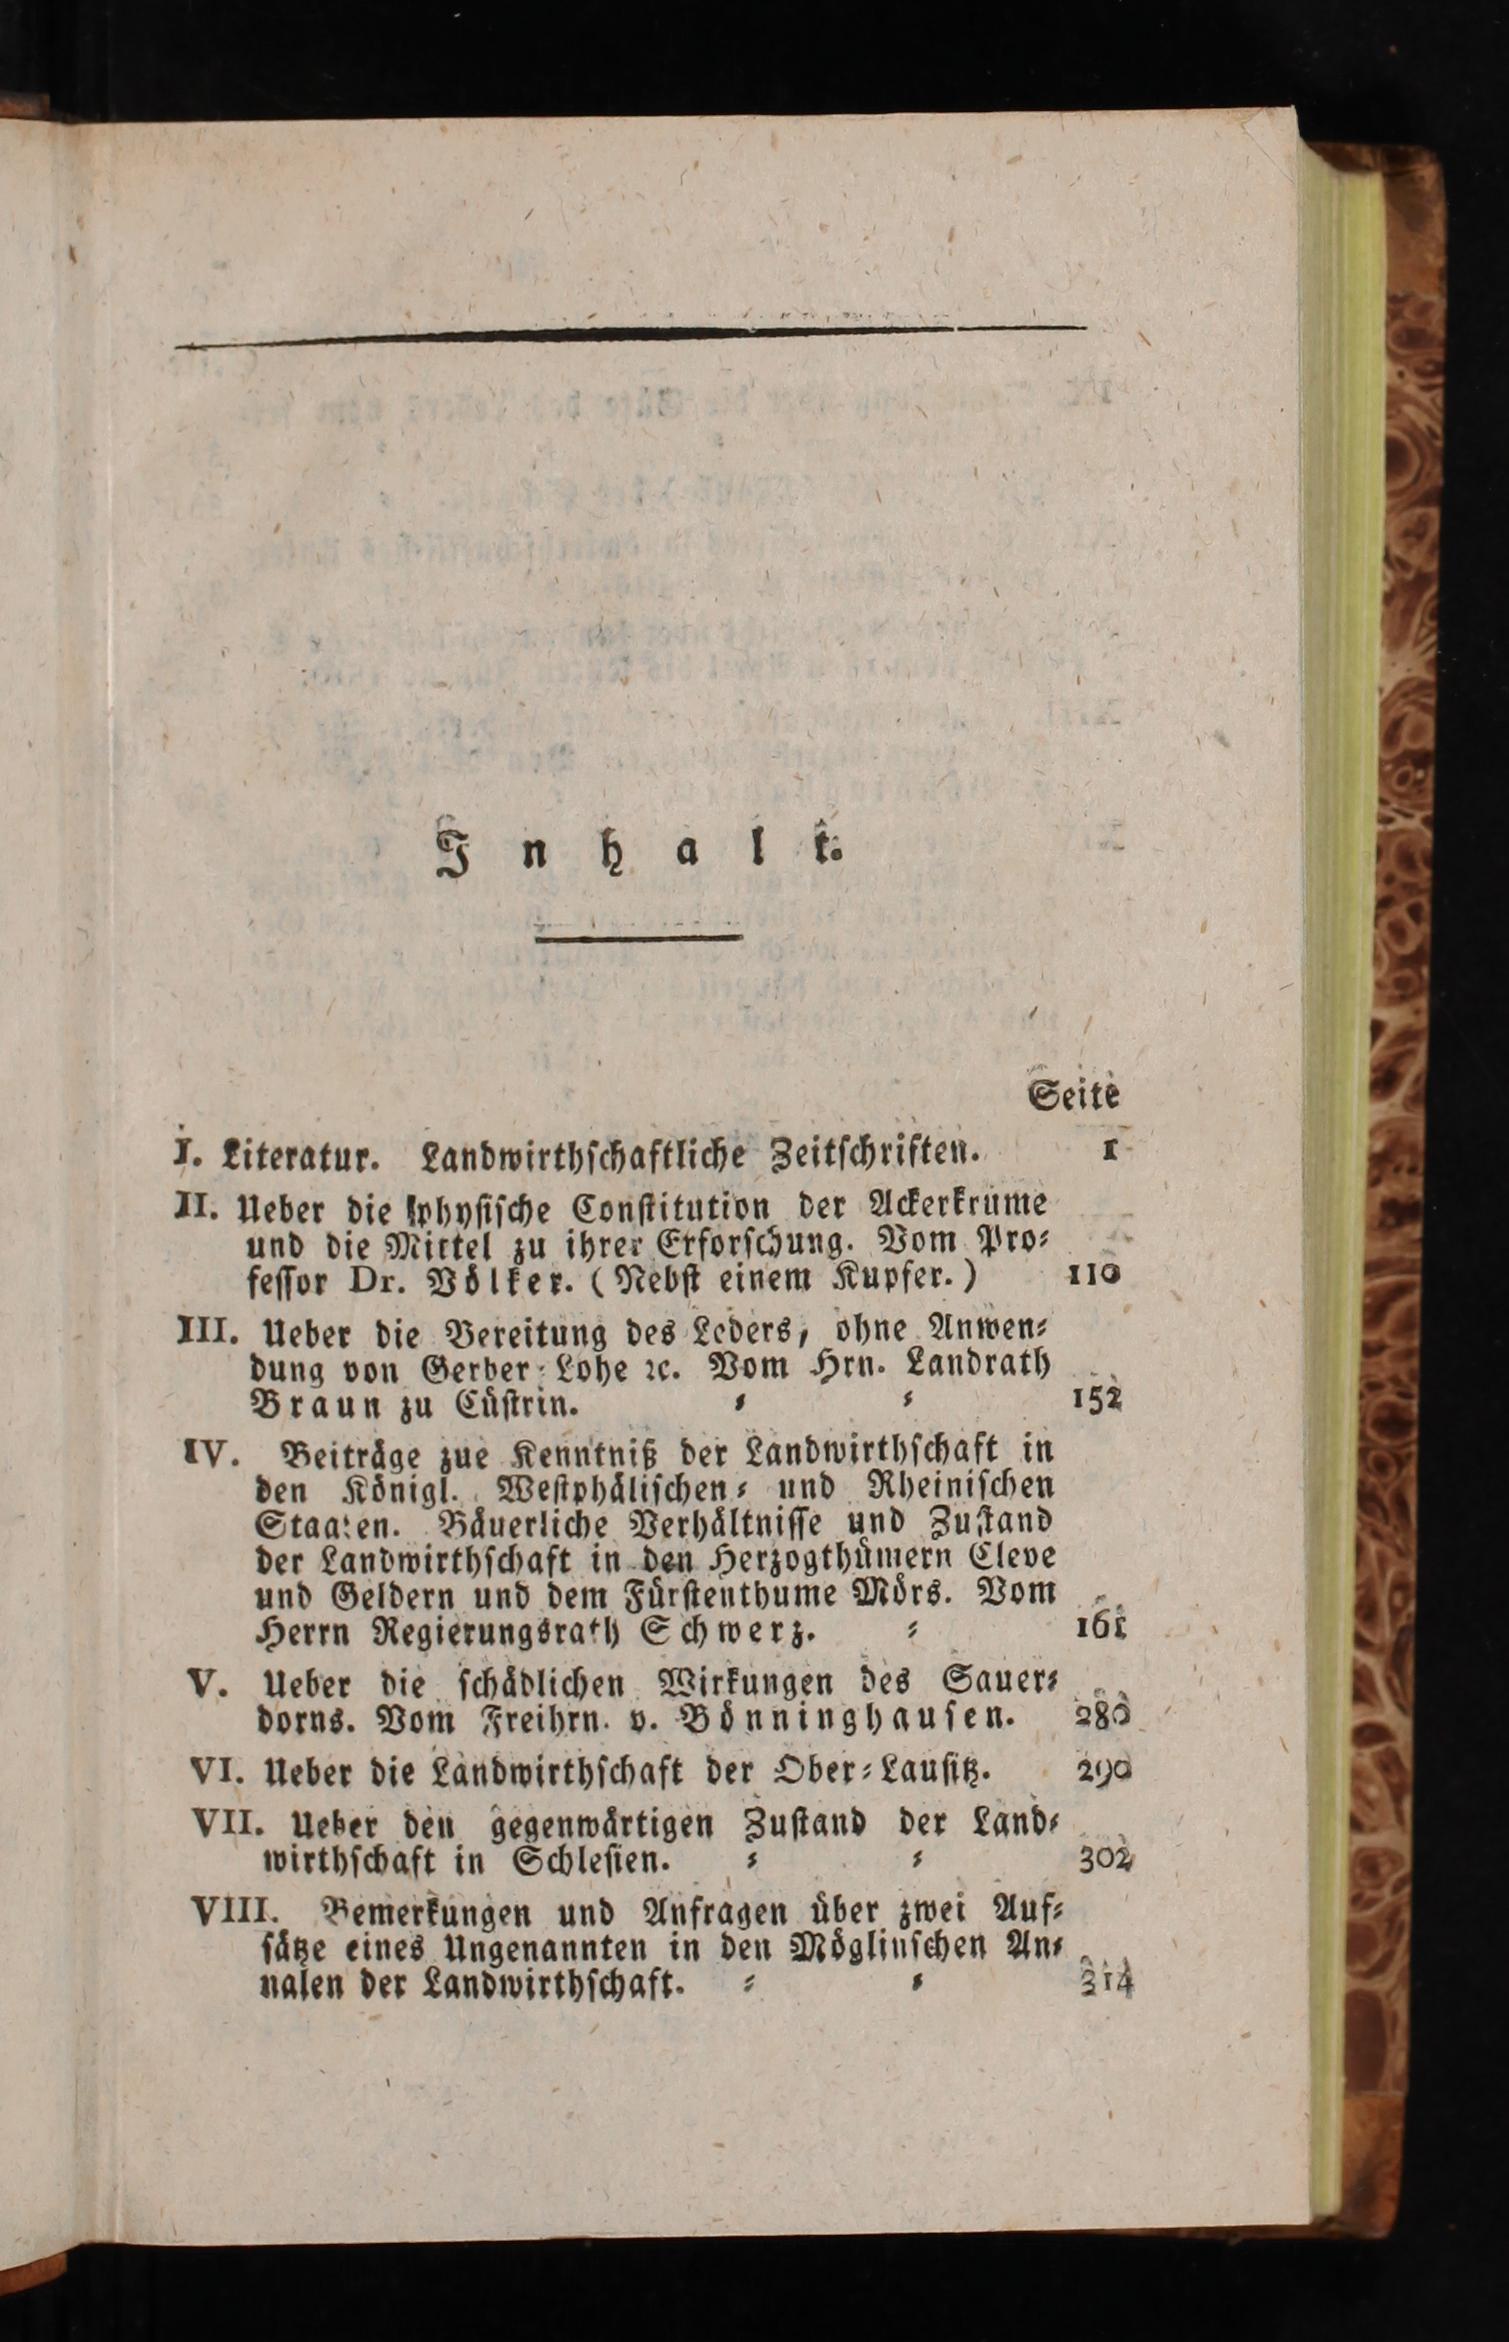 Inhalt.
Seite
I. Literatur. Landwirthschaftliche Zeitschriften. 1
II. Ueber die physische Constitution der Ackerkrume
und die Mittel zu ihrer Erforschung. Vom Pro-
fessor Dr. Völker. (Nebst einem Kupfer.) 110
III. Ueber die Bereitung des Leders, ohne Anwen-
dung von Gerber-Lohe ꝛc. Vom Hrn. Landrath
Braun zu Cüstrin. 152
IV. Beiträge zue Kenntniß der Landwirthschaft in
den Königl. Westphälischen- und Rheinischen
Staaten. Bäuerliche Verhältnisse und Zustand
der Landwirthschaft in den Herzogthümern Cleve
und Geldern und dem Fürstenthume Mörs. Vom
Herrn Regierungsrath Schwerz. 161
V. Ueber die schädlichen Wirkungen des Sauer-
dorns. Vom Freihrn. v. Bönninghausen. 280
VI. Ueber die Landwirthschaft der Ober-Lausitz. 290
VII. Ueber den gegenwärtigen Zustand der Land-
wirthschaft in Schlesien. 302
VIII. Bemerkungen und Anfragen über zwei Auf-
sätze eines Ungenannten in den Möglinschen An-
nalen der Landwirthschaft. 314